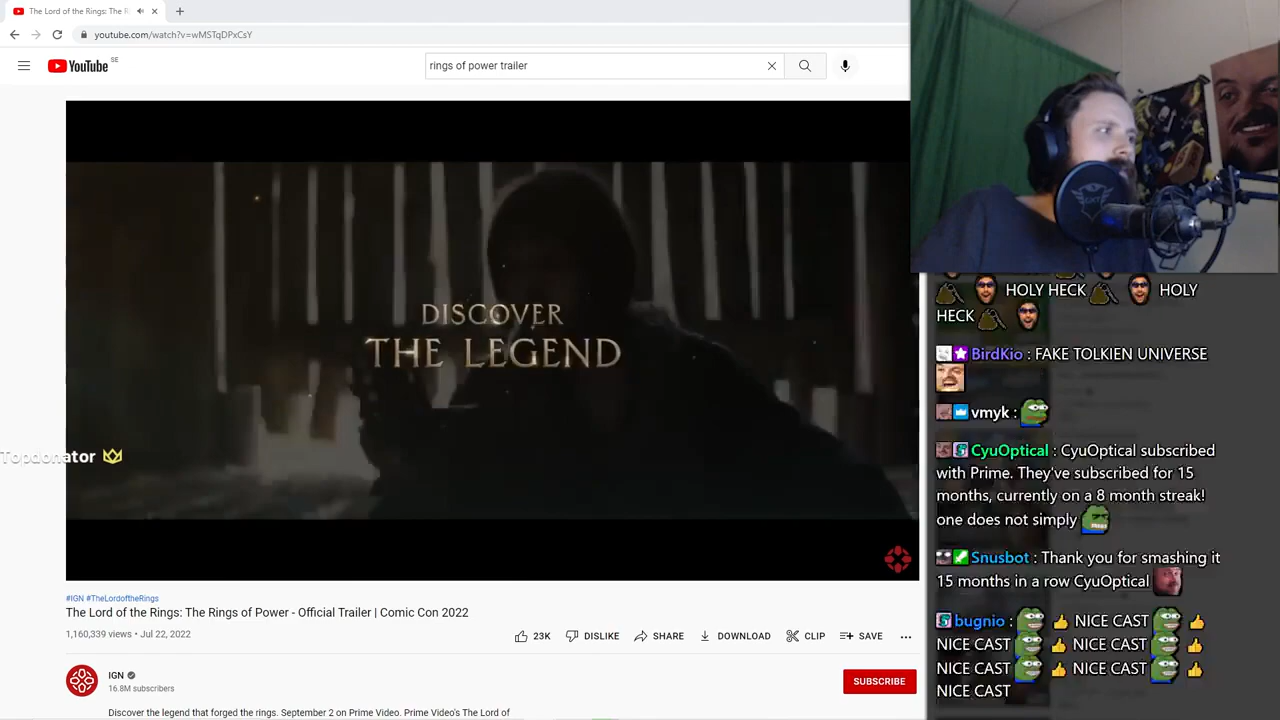 The Lord of the Rings: The R
youtube.com/watch?v=wMSTqDPxCsY
YouTube SE
rings of power trailer
DISCOVER
THE LEGEND
Topdonator
#IGN #TheLordoftheRings
The Lord of the Rings: The Rings of Power - Official Trailer | Comic Con 2022
1,160,339 views • Jul 22, 2022
23K DISLIKE SHARE DOWNLOAD CLIP SAVE
IGN
16.8M subscribers
SUBSCRIBE
Discover the legend that forged the rings. September 2 on Prime Video. Prime Video's The Lord of
HOLY HECK HOLY
HECK
BirdKio : FAKE TOLKIEN UNIVERSE
vmyk :
CyuOptical : CyuOptical subscribed
with Prime. They've subscribed for 15
months, currently on a 8 month streak!
one does not simply
Snusbot : Thank you for smashing it
15 months in a row CyuOptical
bugnio : NICE CAST
NICE CAST NICE CAST
NICE CAST NICE CAST
NICE CAST